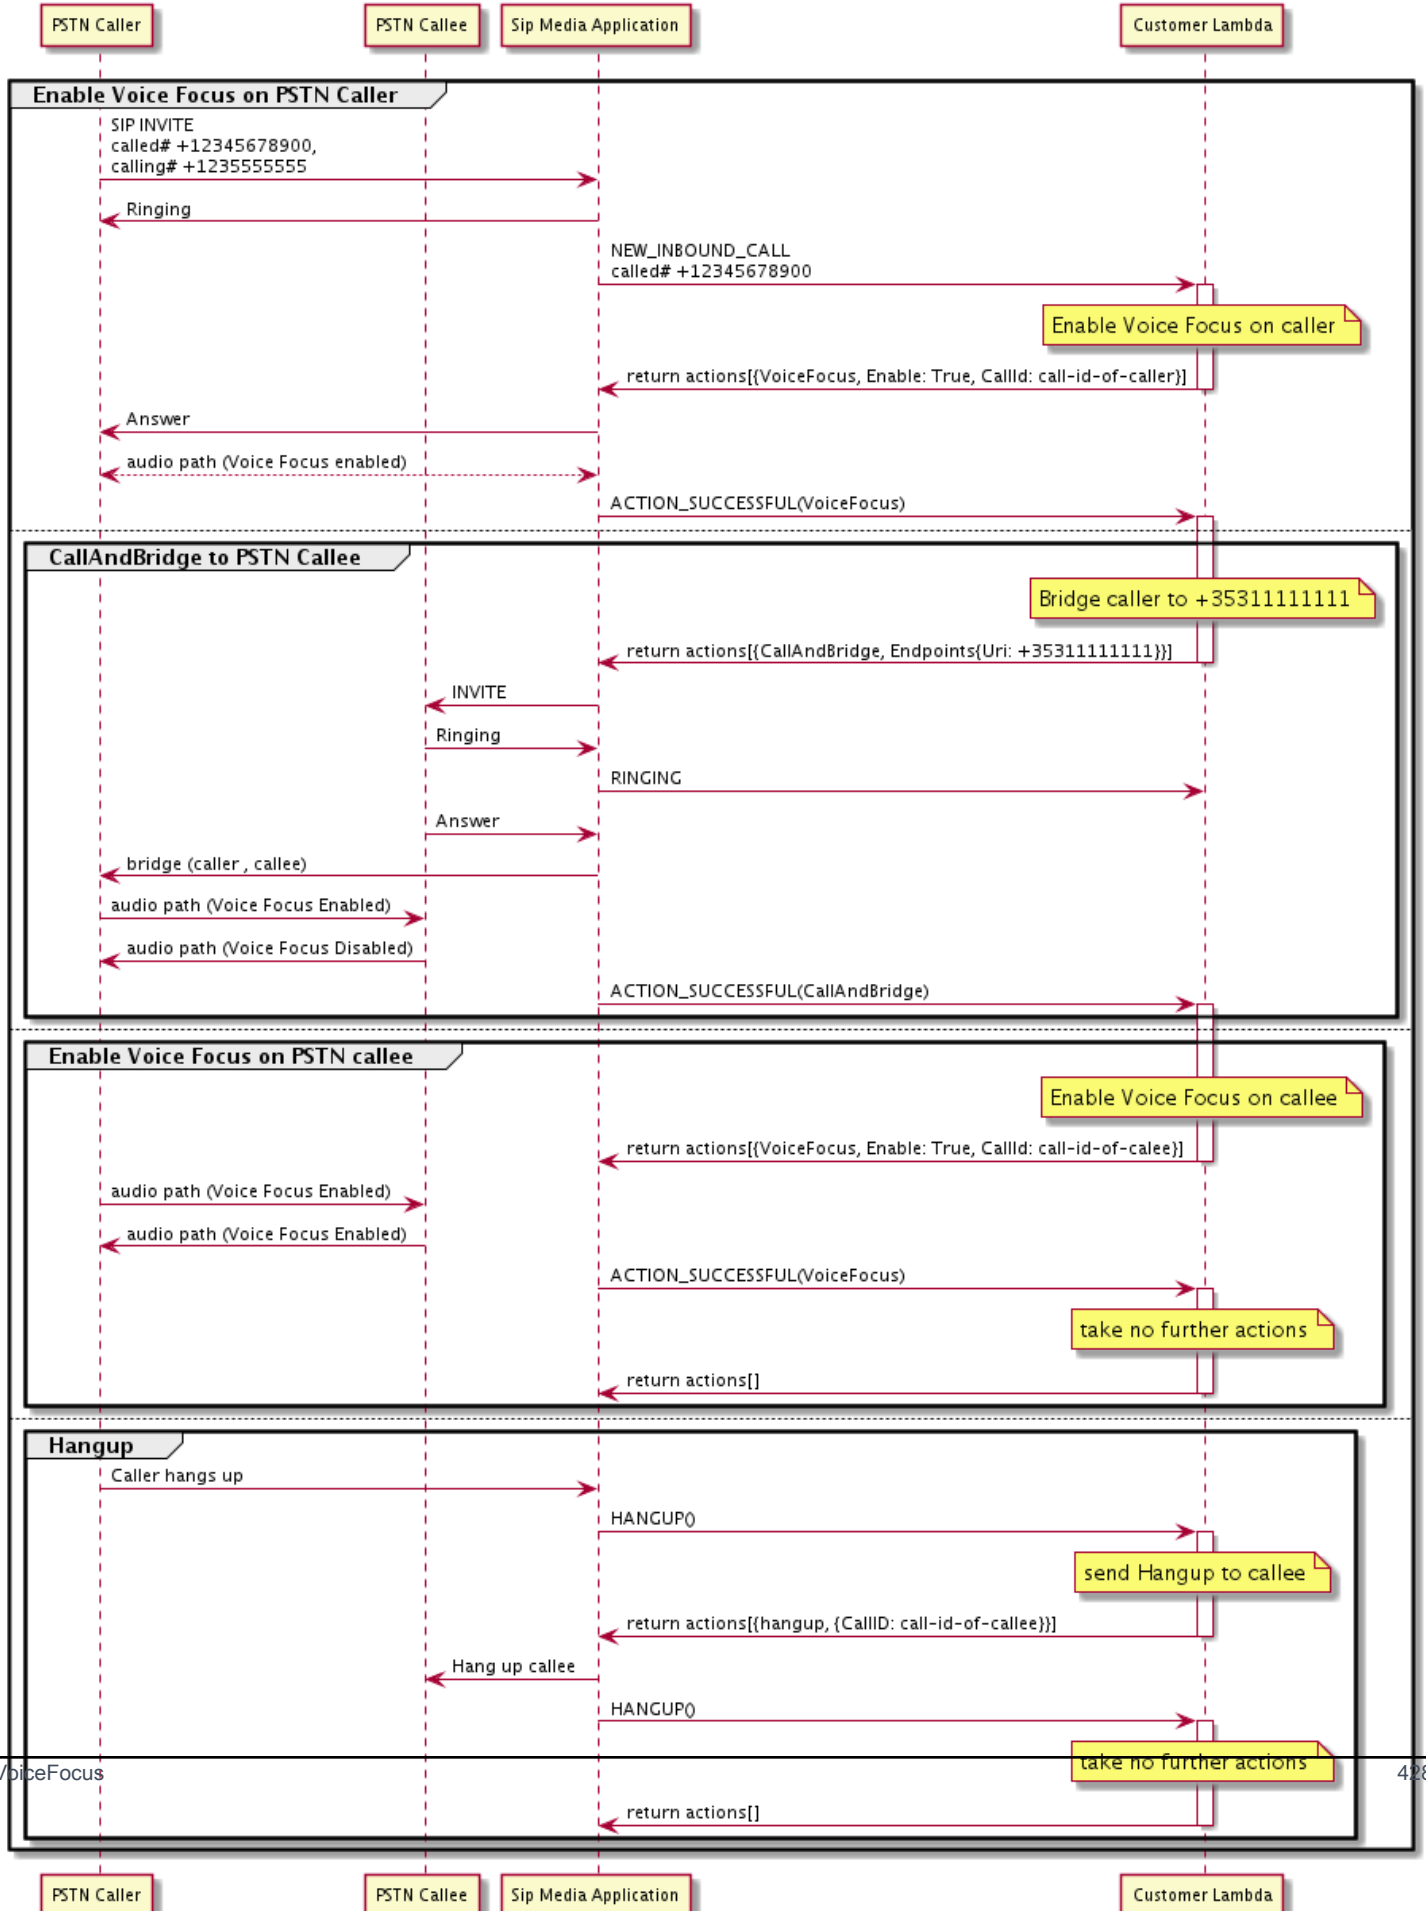 PSTN Caller
PSTN Callee
Sip Media Application
Customer Lambda
Enable Voice Focus on PSTN Caller
SIP INVITE
called# +12345678900,
calling# +1235555555
Ringing
NEW_INBOUND_CALL
called# +12345678900
Enable Voice Focus on caller
return actions[{VoiceFocus, Enable: True, CallId: call-id-of-caller}]
Answer
audio path (Voice Focus enabled)
ACTION_SUCCESSFUL(VoiceFocus)
CallAndBridge to PSTN Callee
Bridge caller to +35311111111
return actions[{CallAndBridge, Endpoints{Uri: +35311111111}}]
INVITE
Ringing
RINGING
Answer
bridge (caller , callee)
audio path (Voice Focus Enabled)
audio path (Voice Focus Disabled)
ACTION_SUCCESSFUL(CallAndBridge)
Enable Voice Focus on PSTN callee
Enable Voice Focus on callee
return actions[{VoiceFocus, Enable: True, CallId: call-id-of-calee}]
audio path (Voice Focus Enabled)
audio path (Voice Focus Enabled)
ACTION_SUCCESSFUL(VoiceFocus)
take no further actions
return actions[]
Hangup
Caller hangs up
HANGUP()
send Hangup to callee
return actions[{hangup, {CallID: call-id-of-callee}}]
Hang up callee
HANGUP()
take no further actions
VoiceFocus
428
return actions[]
PSTN Caller
PSTN Callee
Sip Media Application
Customer Lambda